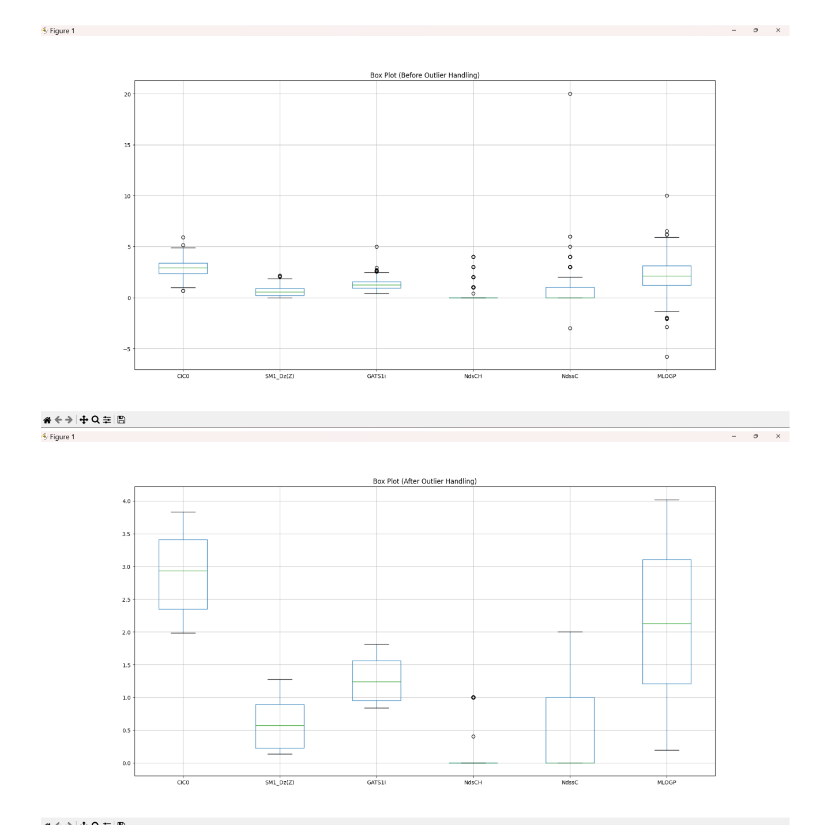 Figure 1
Box Plot (Before Outlier Handling)
20
15
10
5
0
−5
CIC0 SM1_Dz(Z) GATS1i NdsCH NdssC MLOGP
Figure 1
Box Plot (After Outlier Handling)
4.0
3.5
3.0
2.5
2.0
1.5
1.0
0.5
0.0
CIC0 SM1_Dz(Z) GATS1i NdsCH NdssC MLOGP